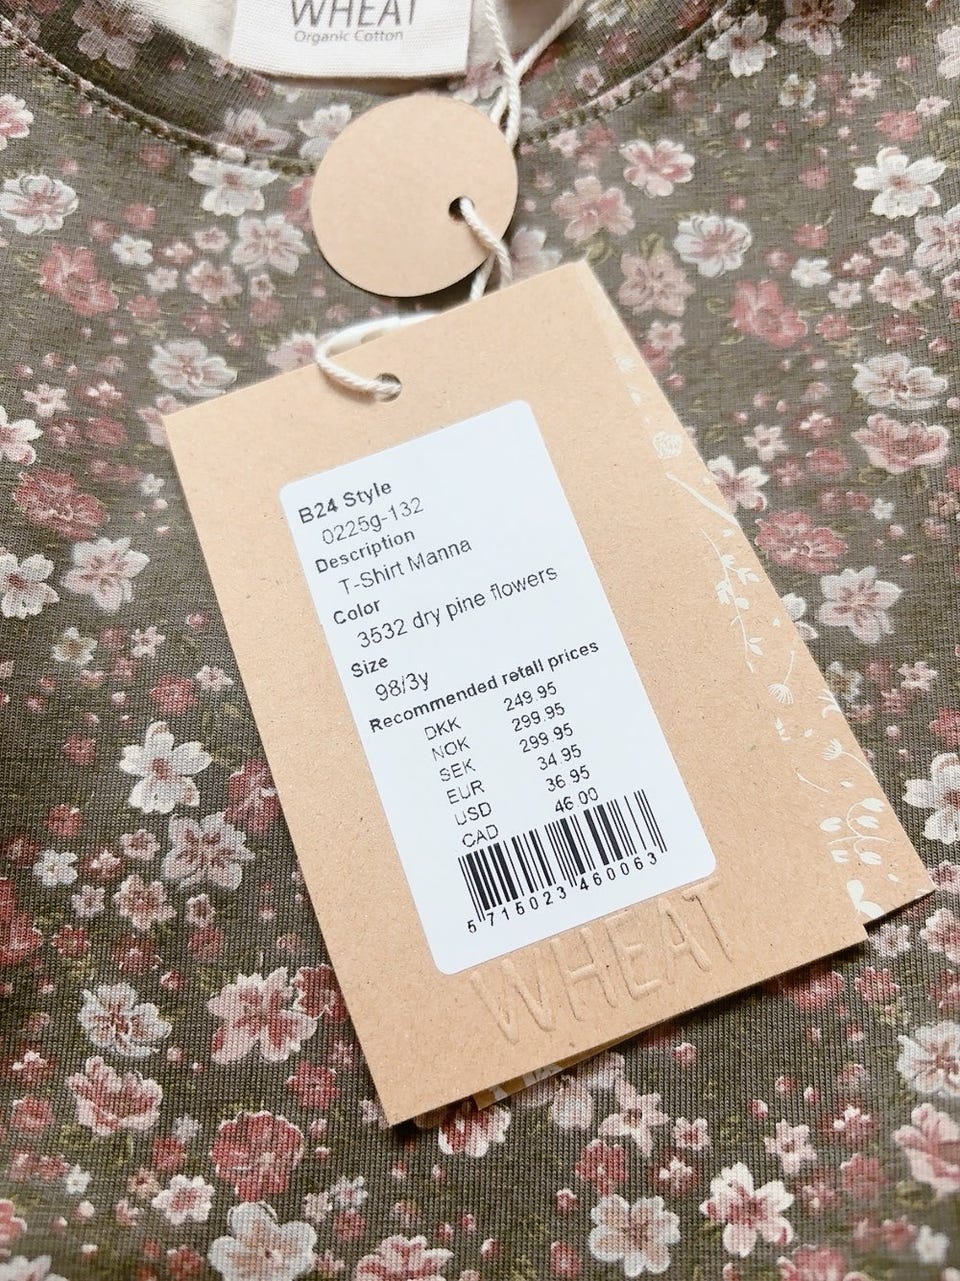 WHEAT
Organic Cotton
B24 Style
0225g-132
Description
T-Shirt Manna
Color
3532 dry pine flowers
Size
98/3y
Recommended retail prices
DKK 249.95
NOK 299.95
SEK 299.95
EUR 34.95
USD 36.95
CAD 46.00
5 715023 460063
WHEAT